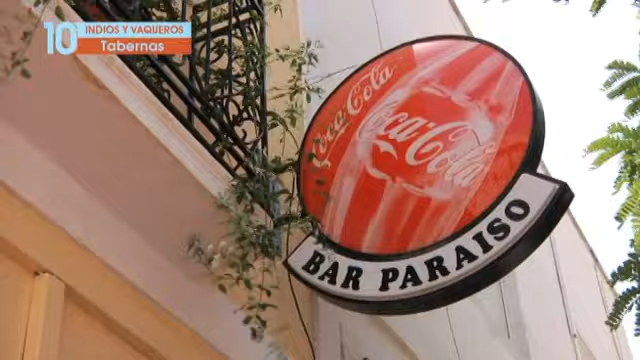 10
INDIOS Y VAQUEROS
Tabernas
Coca-Cola
Coca-Cola
BAR PARAISO